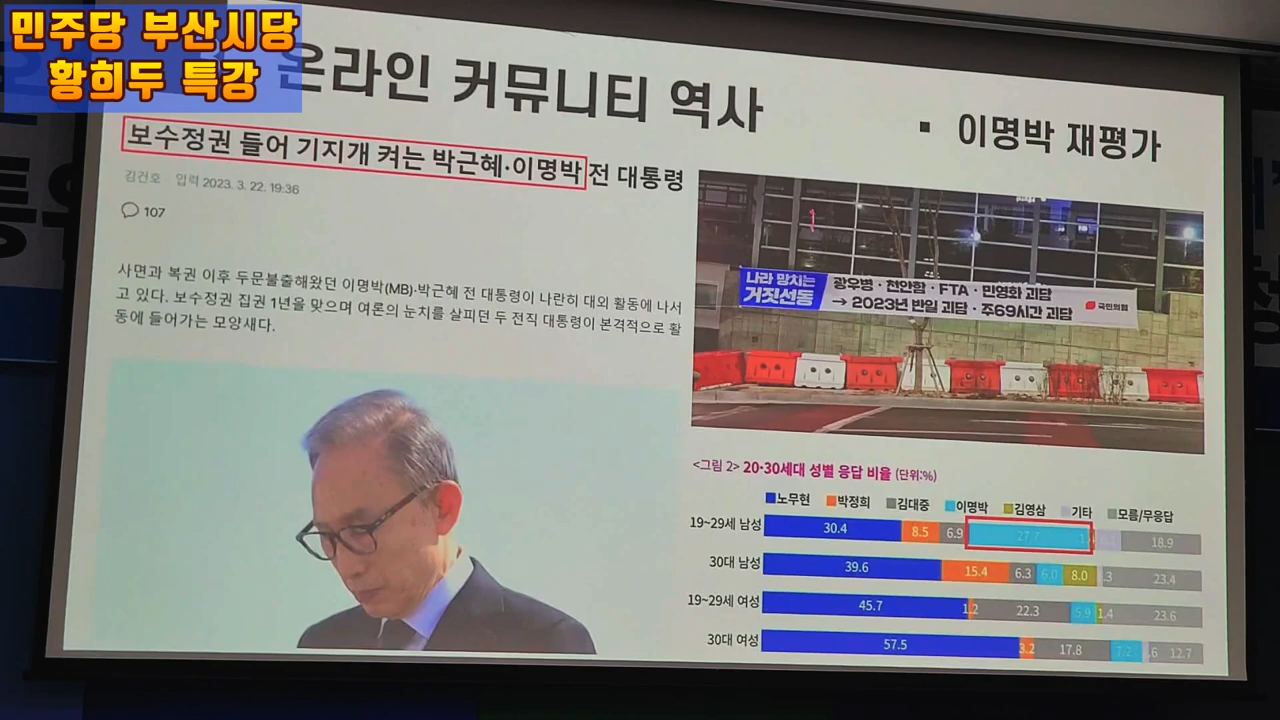 민주당 부산시당
황희두 특강
온라인 커뮤니티 역사
▪ 이명박 재평가
보수정권 들어 기지개 켜는 박근혜·이명박 전 대통령
김건호 입력 2023. 3. 22. 19:36
107
사면과 복권 이후 두문불출해왔던 이명박(MB)·박근혜 전 대통령이 나란히 대외 활동에 나서
고 있다. 보수정권 집권 1년을 맞으며 여론의 눈치를 살피던 두 전직 대통령이 본격적으로 활
동에 들어가는 모양새다.
나라 망치는
거짓선동
광우병·천안함·FTA·민영화 괴담
→ 2023년 반일 괴담·주69시간 괴담
국민의힘
<그림 2> 20·30세대 성별 응답 비율 (단위:%)
노무현 박정희 김대중 이명박 김영삼 기타 모름/무응답
19~29세 남성 30.4 8.5 6.9 27.7 18.9
30대 남성 39.6 15.4 6.3 6.0 8.0 23.4
19~29세 여성 45.7 1.2 22.3 5.9 1.4 23.6
30대 여성 57.5 3.2 17.8 7.2 12.7